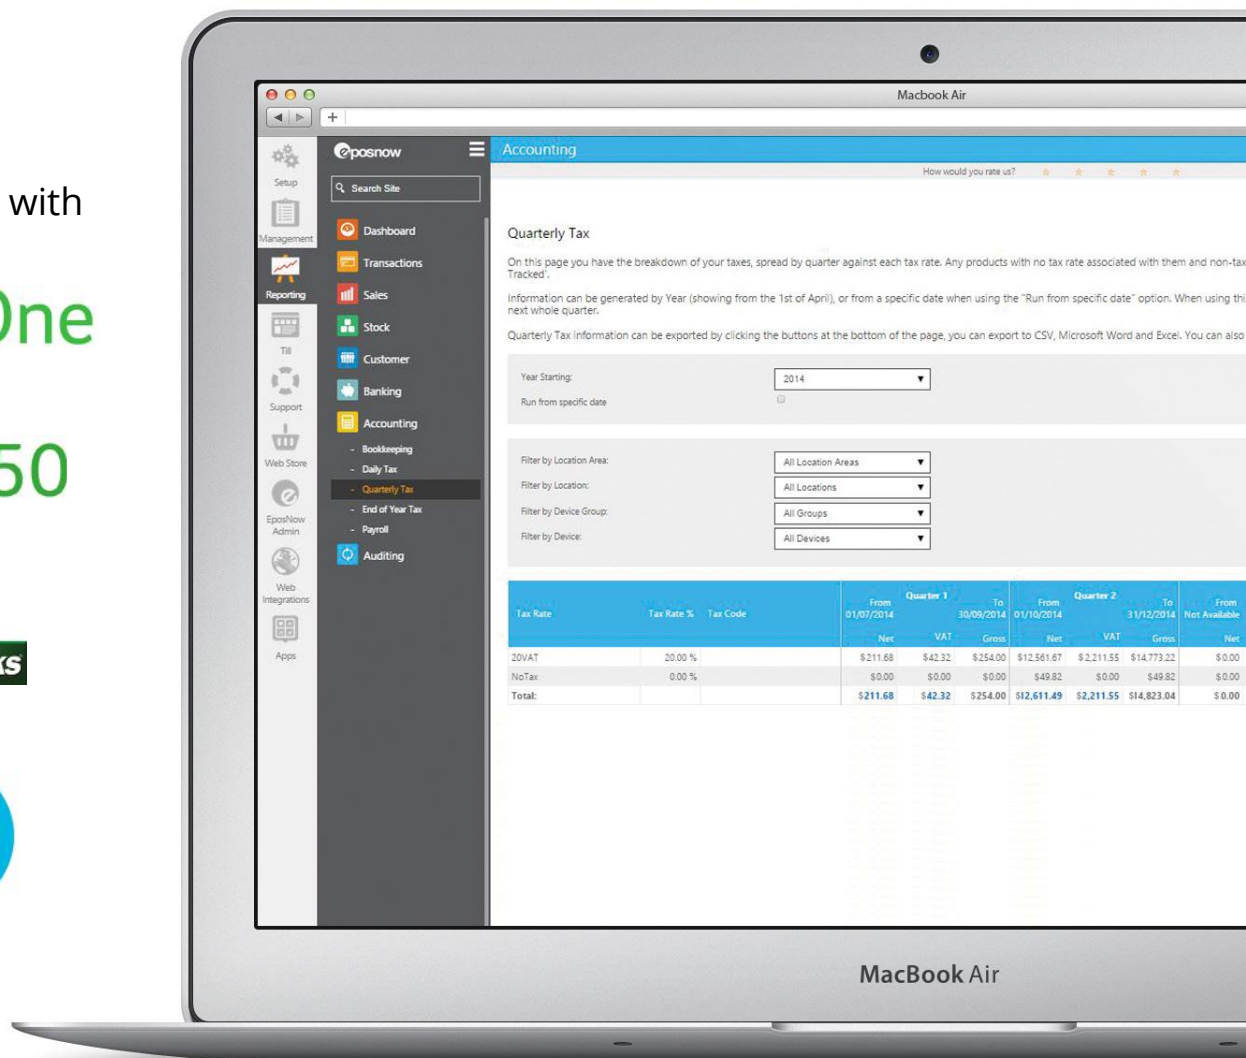 with
One
50
ks
Macbook Air
eposnow
Accounting
How would you rate us?
Setup
Search Site
Management
Dashboard
Transactions
Reporting
Sales
Stock
Till
Customer
Banking
Support
Accounting
- Bookkeeping
Web Store
- Daily Tax
- Quarterly Tax
- End of Year Tax
EposNow
Admin
- Payroll
Auditing
Web
Integrations
Apps
Quarterly Tax
On this page you have the breakdown of your taxes, spread by quarter against each tax rate. Any products with no tax rate associated with them and non-tax
Tracked'.
Information can be generated by Year (showing from the 1st of April), or from a specific date when using the "Run from specific date" option. When using thi
next whole quarter.
Quarterly Tax information can be exported by clicking the buttons at the bottom of the page, you can export to CSV, Microsoft Word and Excel. You can also
Year Starting: 2014
Run from specific date
Filter by Location Area: All Location Areas
Filter by Location: All Locations
Filter by Device Group: All Groups
Filter by Device: All Devices
Quarter 1 Quarter 2
From To From To From
Tax Rate Tax Rate % Tax Code 01/07/2014 30/09/2014 01/10/2014 31/12/2014 Not Available
Net VAT Gross Net VAT Gross Net
20VAT 20.00 % $211.68 $42.32 $254.00 $12,561.67 $2,211.55 $14,773.22 $0.00
NoTax 0.00 % $0.00 $0.00 $0.00 $49.82 $0.00 $49.82 $0.00
Total: $211.68 $42.32 $254.00 $12,611.49 $2,211.55 $14,823.04 $0.00
MacBook Air